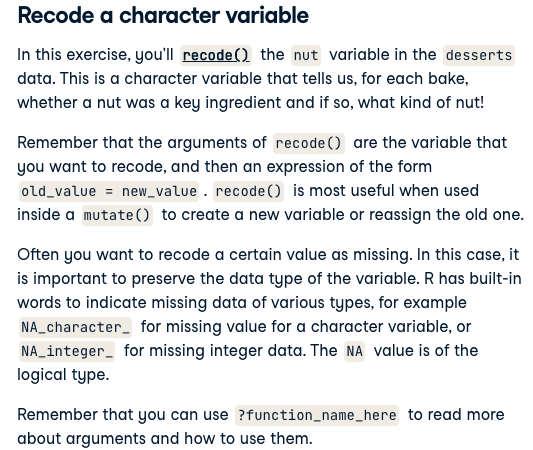 Recode a character variable
In this exercise, you'll recode() the nut variable in the desserts
data. This is a character variable that tells us, for each bake,
whether a nut was a key ingredient and if so, what kind of nut!
Remember that the arguments of recode() are the variable that
you want to recode, and then an expression of the form
old_value = new_value . recode() is most useful when used
inside a mutate() to create a new variable or reassign the old one.
Often you want to recode a certain value as missing. In this case, it
is important to preserve the data type of the variable. R has built-in
words to indicate missing data of various types, for example
NA_character_ for missing value for a character variable, or
NA_integer_ for missing integer data. The NA value is of the
logical type.
Remember that you can use ?function_name_here to read more
about arguments and how to use them.